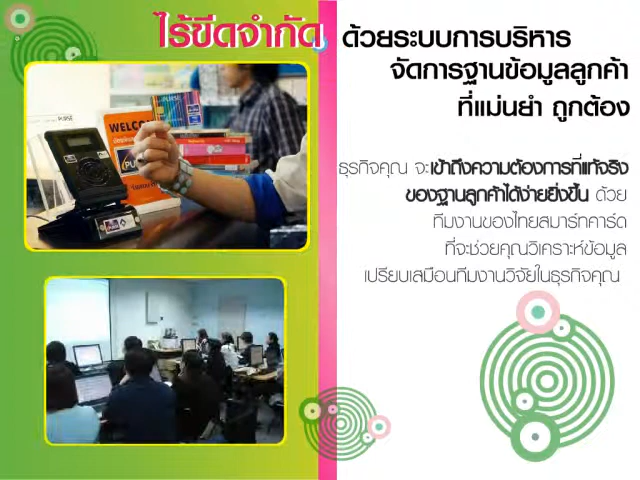 ไร้ขีดจำกัด ด้วยระบบการบริหาร
จัดการฐานข้อมูลลูกค้า
ที่แม่นยำ ถูกต้อง
ธุรกิจคุณ จะเข้าถึงความต้องการที่แท้จริง
ของฐานลูกค้าได้ง่ายยิ่งขึ้น ด้วย
ทีมงานของไทยสมาร์ทคาร์ด
ที่จะช่วยคุณวิเคราะห์ข้อมูล
เปรียบเสมือนทีมงานวิจัยในธุรกิจคุณ
PURSE
WELCO